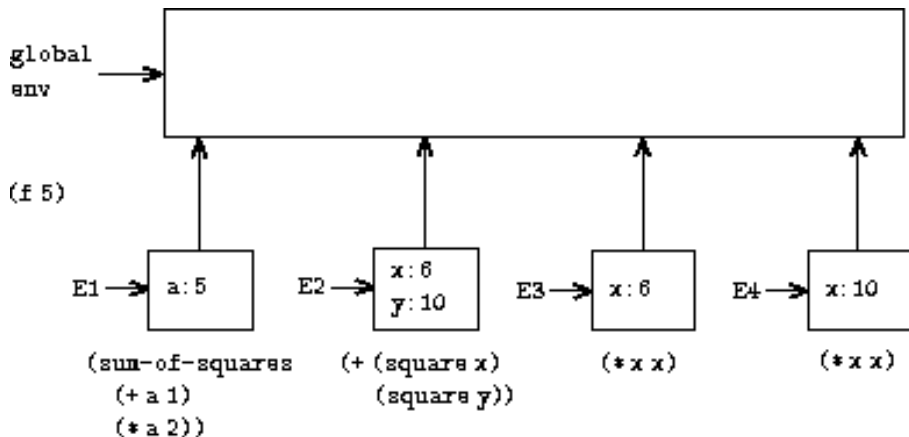 global
env
(f 5)
E1
a:5
E2
x:6
y:10
E3
x:6
E4
x:10
(sum-of-squares
(+ a 1)
(* a 2))
(+ (square x)
(square y))
(* x x)
(* x x)